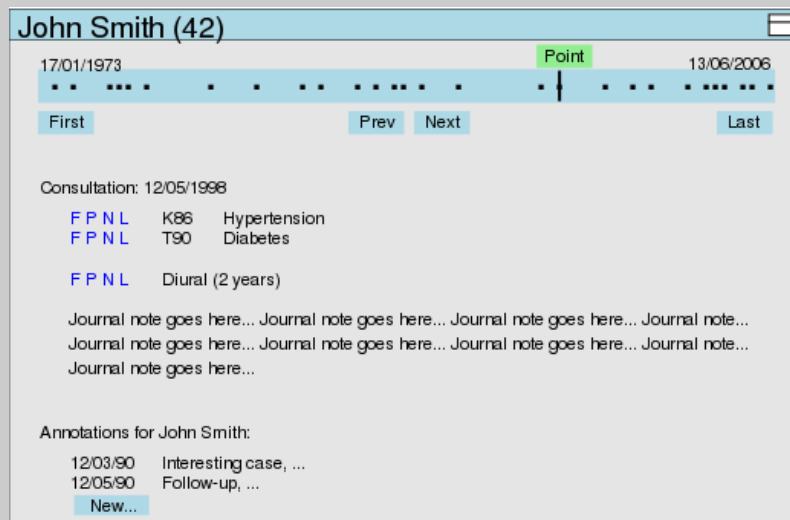 John Smith (42)
Point
17/01/1973 13/06/2006
First Prev Next Last
Consultation: 12/05/1998
F P N L K86 Hypertension
F P N L T90 Diabetes
F P N L Diural (2 years)
Journal note goes here... Journal note goes here... Journal note goes here... Journal note...
Journal note goes here... Journal note goes here... Journal note goes here... Journal note...
Journal note goes here...
Annotations for John Smith:
12/03/90 Interesting case, ...
12/05/90 Follow-up, ...
New...